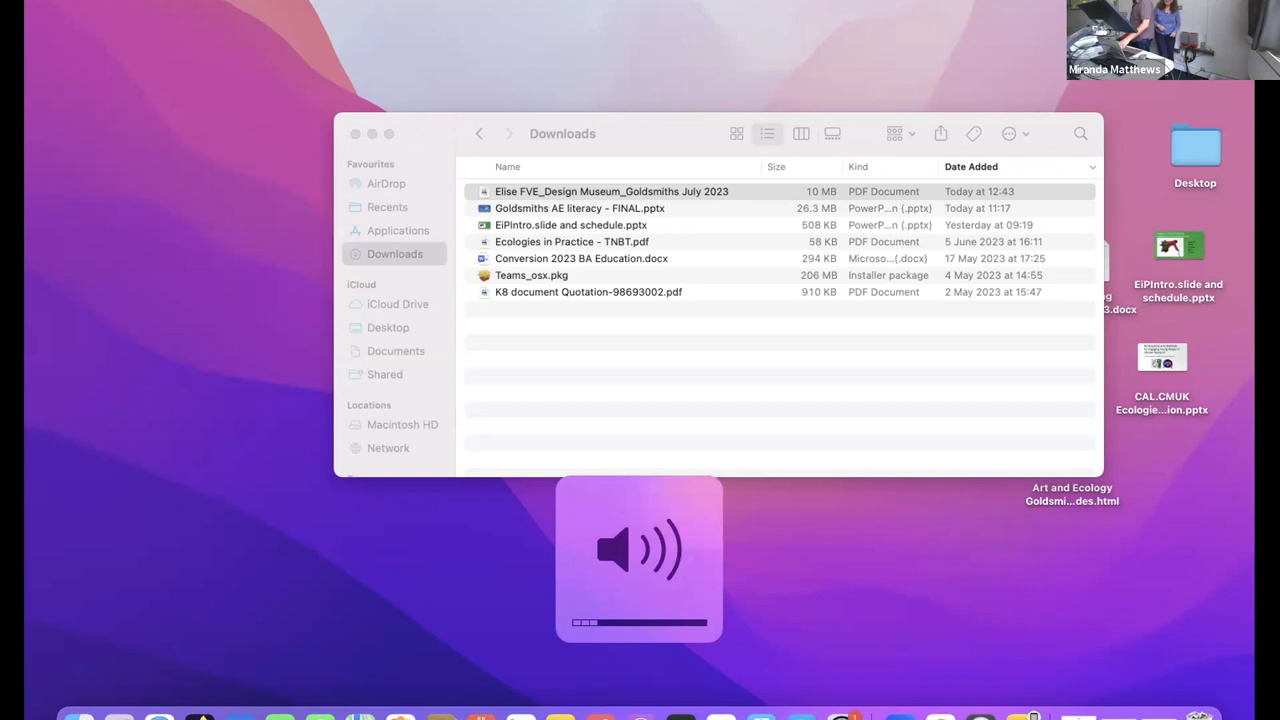 Miranda Matthews
Downloads
Favourites
AirDrop
Recents
Applications
Downloads
iCloud
iCloud Drive
Desktop
Documents
Shared
Locations
Macintosh HD
Network
Name Size Kind Date Added
Elise FVE_Design Museum_Goldsmiths July 2023 10 MB PDF Document Today at 12:43
Goldsmiths AE literacy - FINAL.pptx 26.3 MB PowerP...n (.pptx) Today at 11:17
EiPIntro.slide and schedule.pptx 508 KB PowerP...n (.pptx) Yesterday at 09:19
Ecologies in Practice - TNBT.pdf 58 KB PDF Document 5 June 2023 at 16:11
Conversion 2023 BA Education.docx 294 KB Microso...(.docx) 17 May 2023 at 17:25
Teams_osx.pkg 206 MB Installer package 4 May 2023 at 14:55
K8 document Quotation-98693002.pdf 910 KB PDF Document 2 May 2023 at 15:47
Desktop
EiPIntro.slide and
schedule.pptx
g
3.docx
CAL.CMUK
Ecologie...ion.pptx
Art and Ecology
Goldsmi...des.html